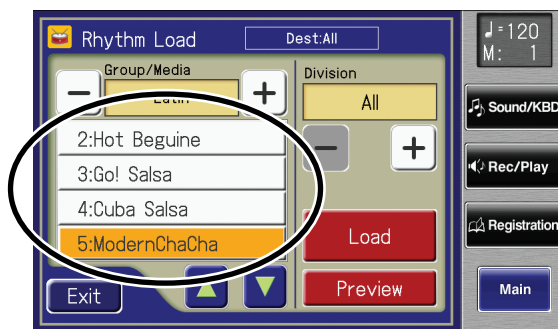 Rhythm Load
Dest:All
♩=120
M: 1
Group/Media
Latin
Division
All
2:Hot Beguine
3:Go! Salsa
4:Cuba Salsa
5:ModernChaCha
Load
Preview
Exit
Sound/KBD
Rec/Play
Registration
Main